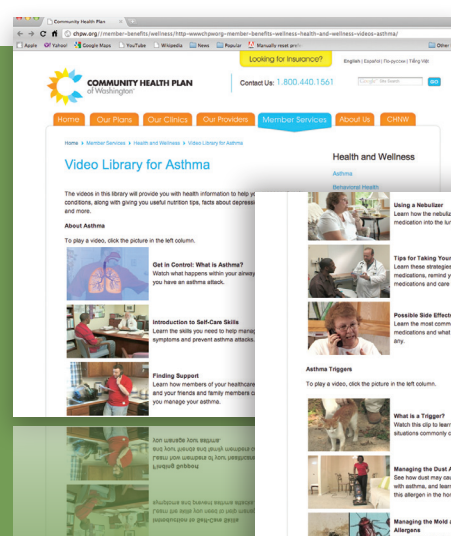 Community Health Plan
chpw.org//member-benefits/wellness/http-wwwchpworg-member-benefits-wellness-health-and-wellness-videos-asthma/
Apple Yahoo! Google Maps YouTube Wikipedia News Popular Manually reset Other
Looking for Insurance?
English | Español | По-русски | Tiếng Việt
COMMUNITY HEALTH PLAN
of Washington
Contact Us: 1.800.440.1561
Google GO
Home Our Plans Our Clinics Our Providers Member Services About Us CHNW
Home Member Services Health and Wellness Video Library for Asthma
Video Library for Asthma
Health and Wellness
Asthma
Behavioral Health
The videos in this library will provide you with health information to help
conditions, along with giving you useful nutrition tips, facts about
and more.
About Asthma
To play a video, click the picture in the left column.
Get in Control: What is Asthma?
Watch what happens within your
you have an asthma attack.
Introduction to Self-Care Skills
Learn the skills you need to help
symptoms and prevent asthma attacks
Finding Support
Learn how members of your healthcare
and your friends and family members
you manage your asthma.
Using a Nebulizer
Learn how the
medication into the
Tips for Taking Your
Learn these strategies
medications, remind
medications and care
Possible Side
Learn the most
medications and what
any.
Asthma Triggers
To play a video, click the picture in the left column.
What is a Trigger?
Watch this clip to learn
situations commonly
Managing the Dust
See how dust may
with asthma, and learn
this allergen in the
Managing the Mold
Allergens